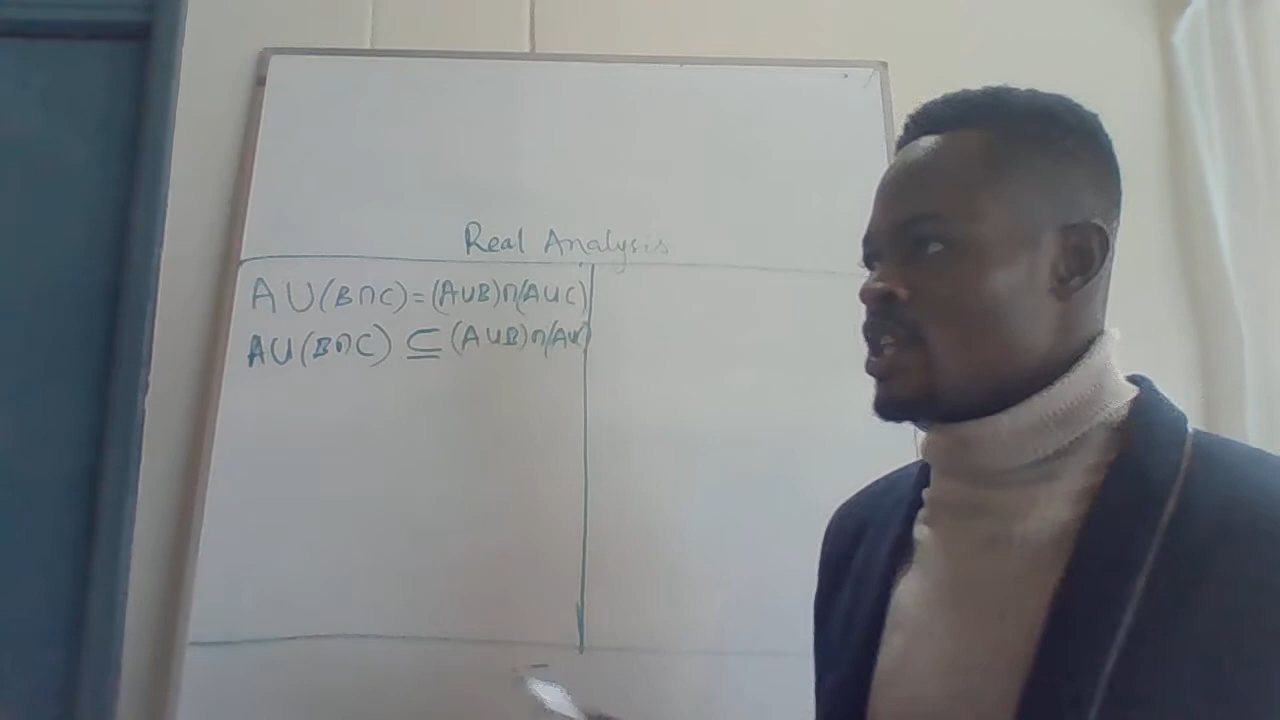 Real Analysis
A∪(B∩C)=(A∪B)∩(A∪C)
A∪(B∩C) ⊆ (A∪B)∩(A∪C)